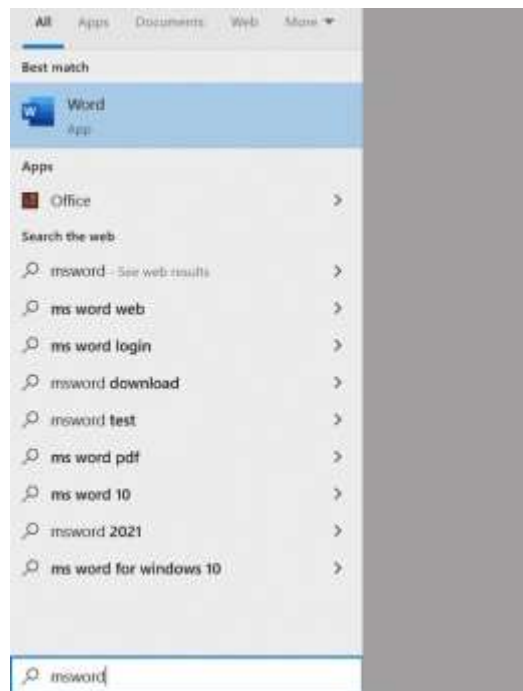 All Apps Documents Web More
Best match
Word
App
Apps
Office
Search the web
msword - See web results
ms word web
ms word login
msword download
msword test
ms word pdf
ms word 10
msword 2021
ms word for windows 10
msword